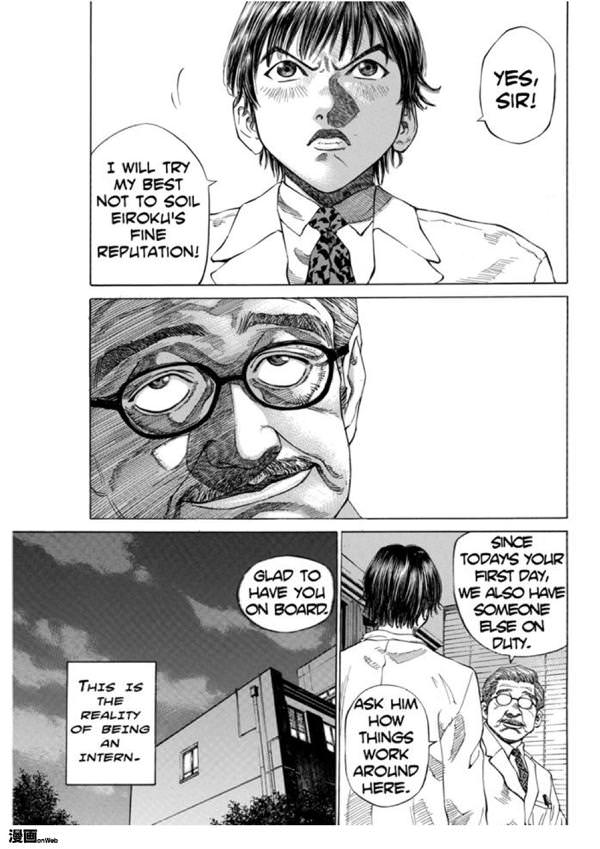 YES,
SIR!
I WILL TRY
MY BEST
NOT TO SOIL
EIROKU'S
FINE
REPUTATION!
SINCE
TODAY'S YOUR
FIRST DAY,
WE ALSO HAVE
SOMEONE
ELSE ON
DUTY.
ASK HIM
HOW
THINGS
WORK
AROUND
HERE.
GLAD TO
HAVE YOU
ON BOARD.
THIS IS
THE
REALITY
OF BEING
AN
INTERN.
漫画onWeb